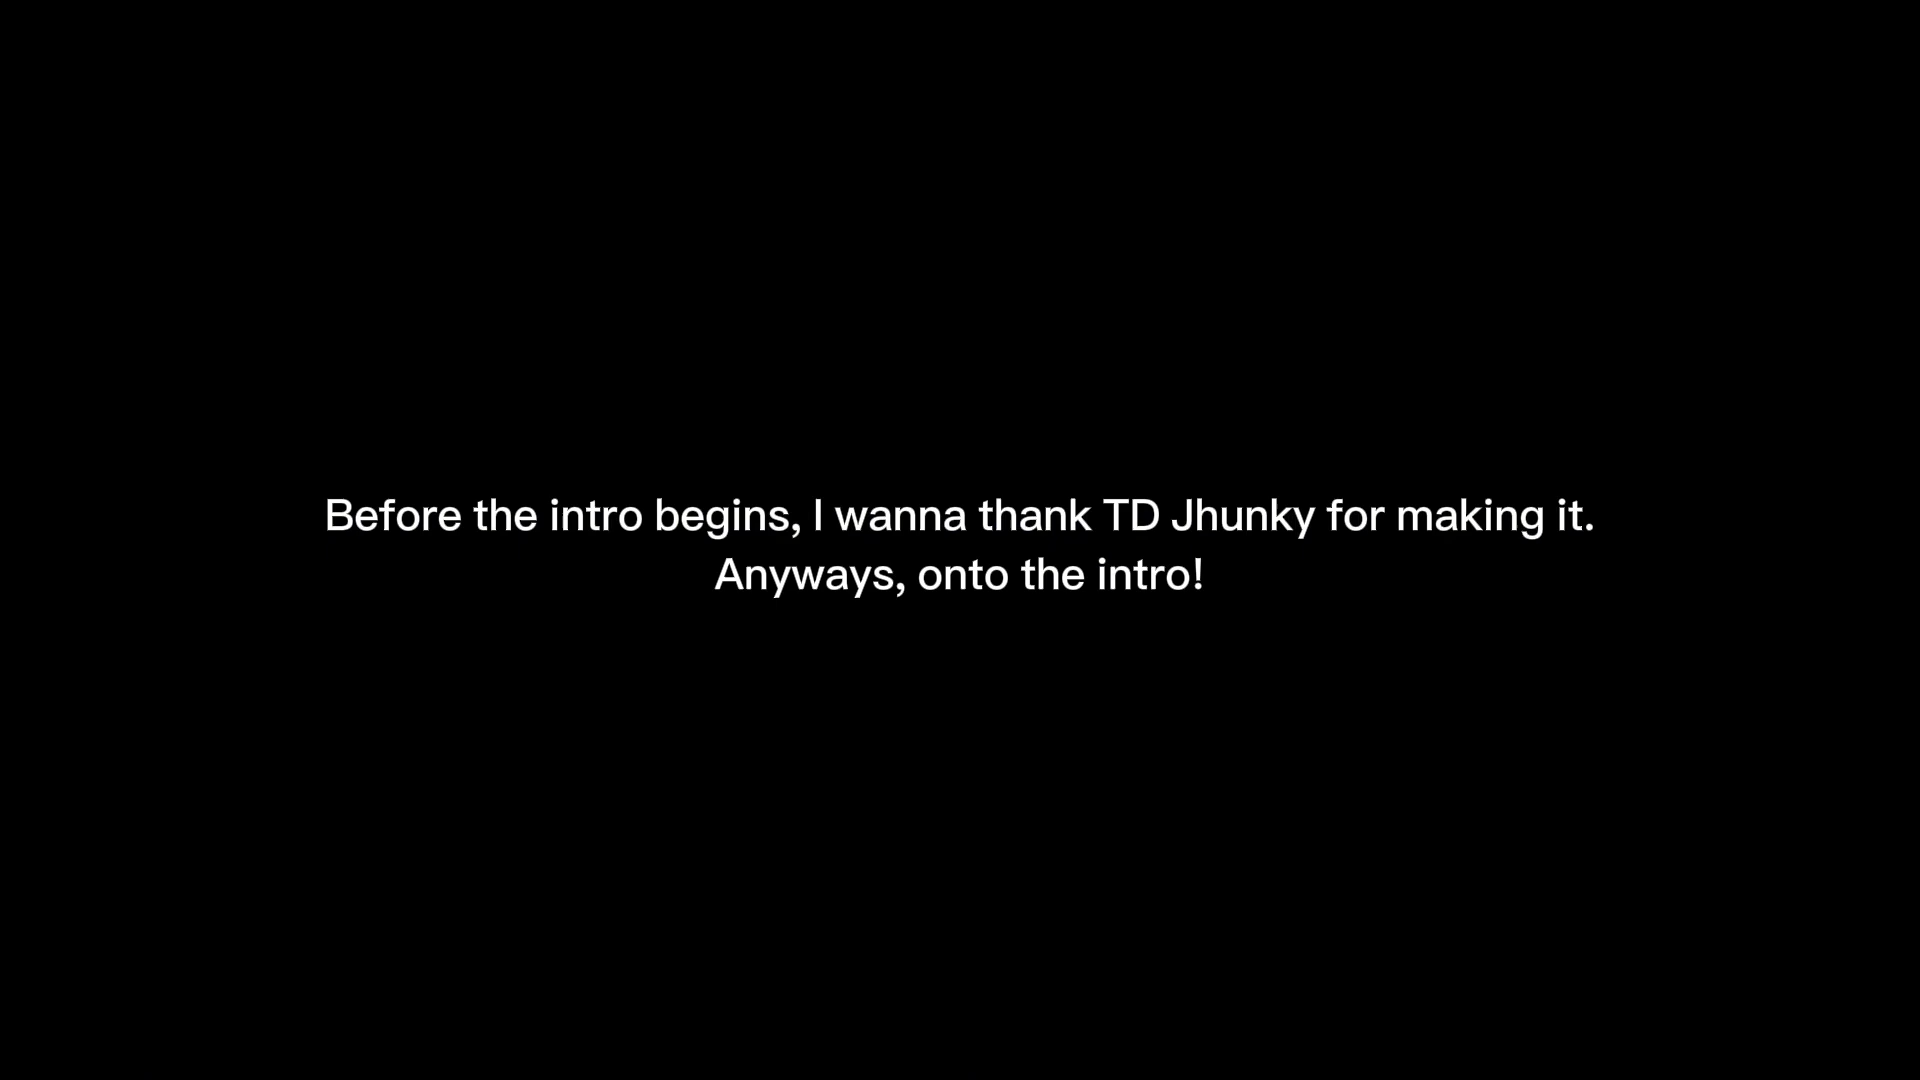 Before the intro begins, I wanna thank TD Jhunky for making it.
Anyways, onto the intro!